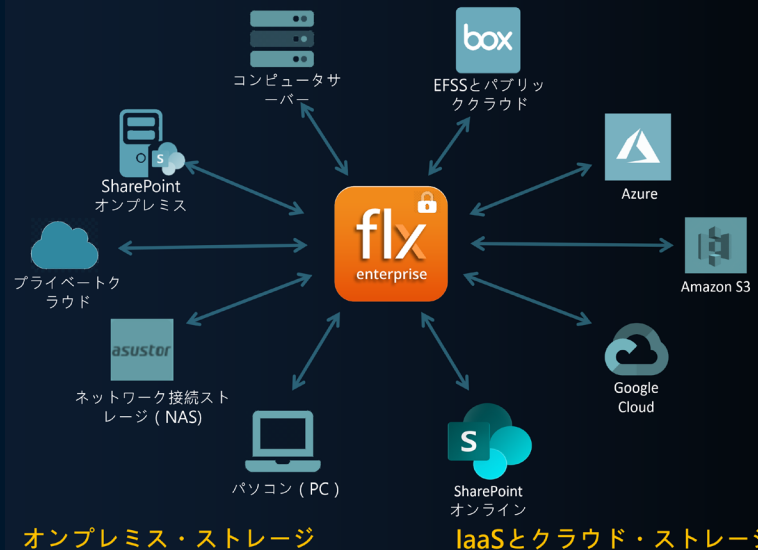 コンピュータサ
ーバー
box
EFSSとパブリッ
ククラウド
S
SharePoint
オンプレミス
Azure
flx
enterprise
プライベートク
ラウド
Amazon S3
asustor
ネットワーク接続スト
レージ ( NAS)
Google
Cloud
パソコン ( PC )
S
SharePoint
オンライン
オンプレミス・ストレージ
IaaSとクラウド・ストレージ